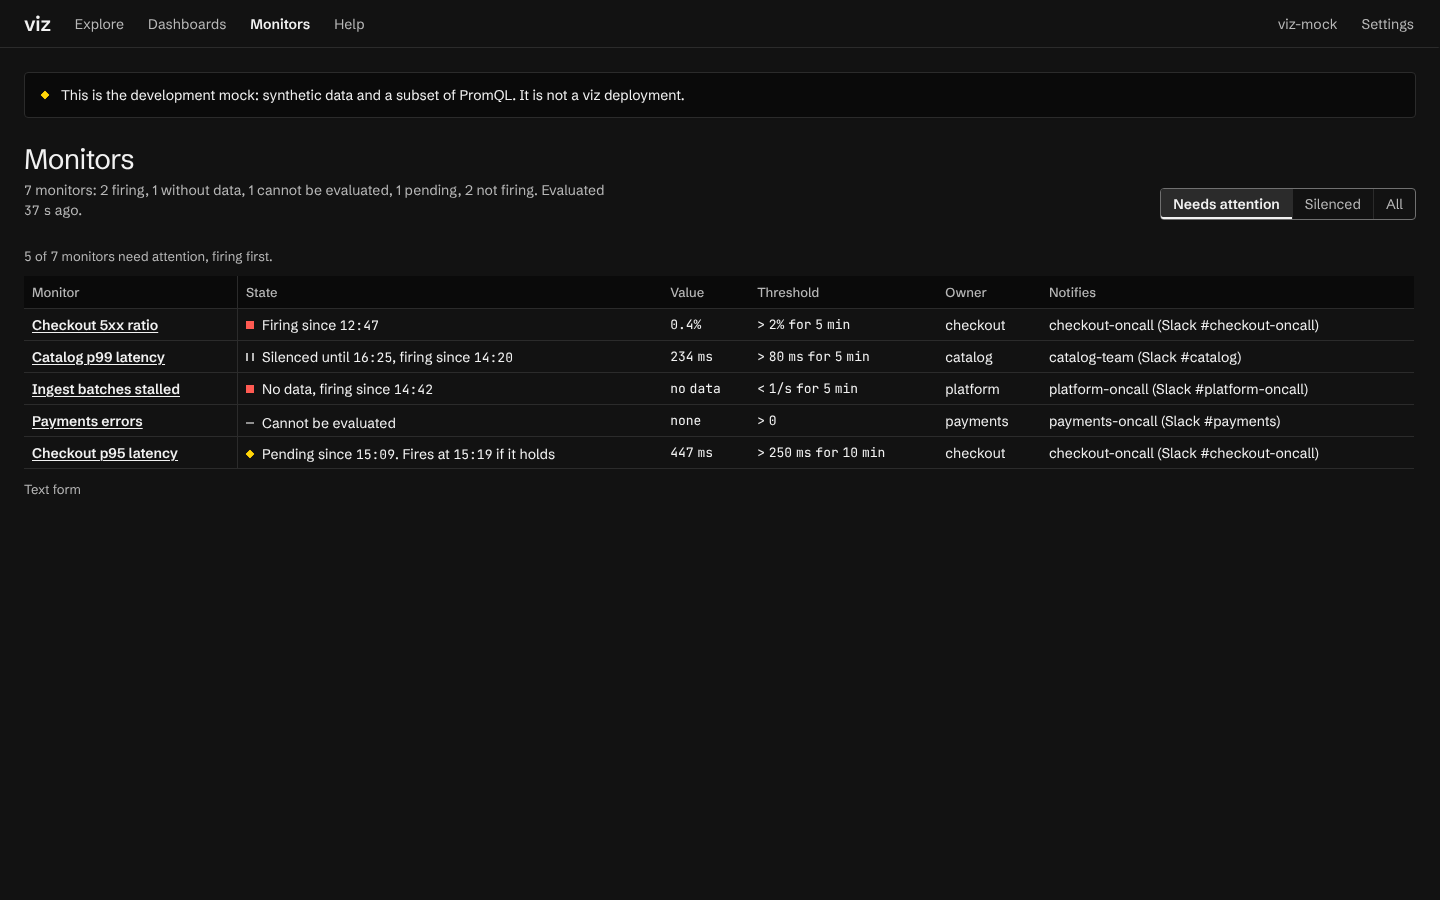 viz Explore Dashboards Monitors Help viz-mock Settings
This is the development mock: synthetic data and a subset of PromQL. It is not a viz deployment.
Monitors
7 monitors: 2 firing, 1 without data, 1 cannot be evaluated, 1 pending, 2 not firing. Evaluated
37 s ago.
Needs attention Silenced All
5 of 7 monitors need attention, firing first.
Monitor State Value Threshold Owner Notifies
Checkout 5xx ratio Firing since 12:47 0.4% > 2% for 5 min checkout checkout-oncall (Slack #checkout-oncall)
Catalog p99 latency Silenced until 16:25, firing since 14:20 234 ms > 80 ms for 5 min catalog catalog-team (Slack #catalog)
Ingest batches stalled No data, firing since 14:42 no data < 1/s for 5 min platform platform-oncall (Slack #platform-oncall)
Payments errors Cannot be evaluated none > 0 payments payments-oncall (Slack #payments)
Checkout p95 latency Pending since 15:09. Fires at 15:19 if it holds 447 ms > 250 ms for 10 min checkout checkout-oncall (Slack #checkout-oncall)
Text form